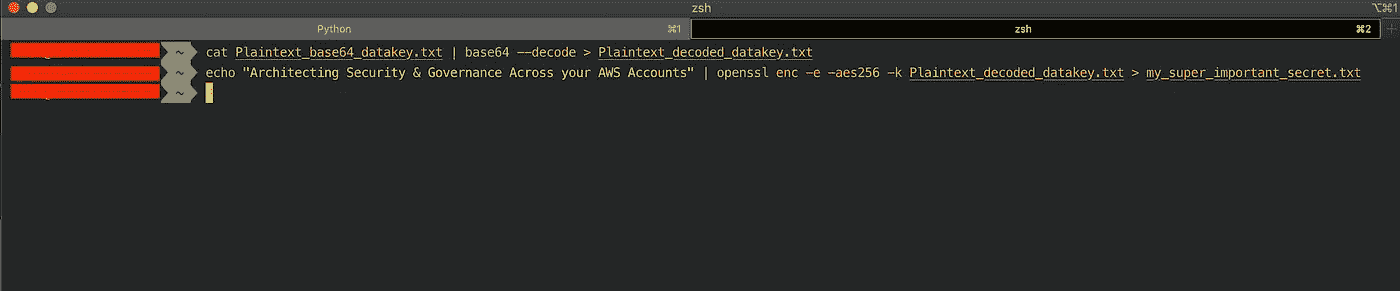 zsh
⌥⌘1
Python ⌘1 zsh ⌘2
~ cat Plaintext_base64_datakey.txt | base64 --decode > Plaintext_decoded_datakey.txt
~ echo "Architecting Security & Governance Across your AWS Accounts" | openssl enc -e -aes256 -k Plaintext_decoded_datakey.txt > my_super_important_secret.txt
~